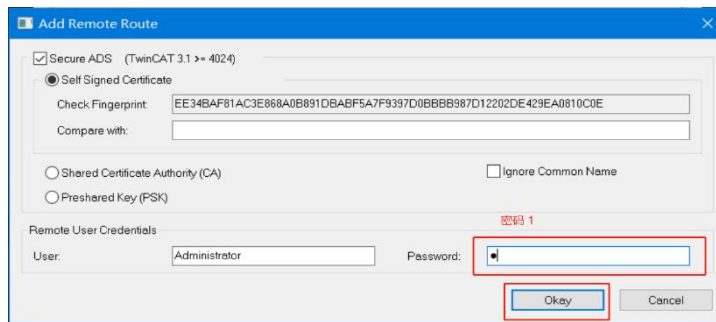 Add Remote Route
Secure ADS (TwinCAT 3.1 >= 4024)
Self Signed Certificate
Check Fingerprint: EE34BAF81AC3E868A0B891DBABF5A7F9397D0BBBB987D12202DE429EA0810C0E
Compare with:
Shared Certificate Authority (CA) Ignore Common Name
Preshared Key (PSK)
密码 1
Remote User Credentials
User: Administrator Password:
Okay Cancel